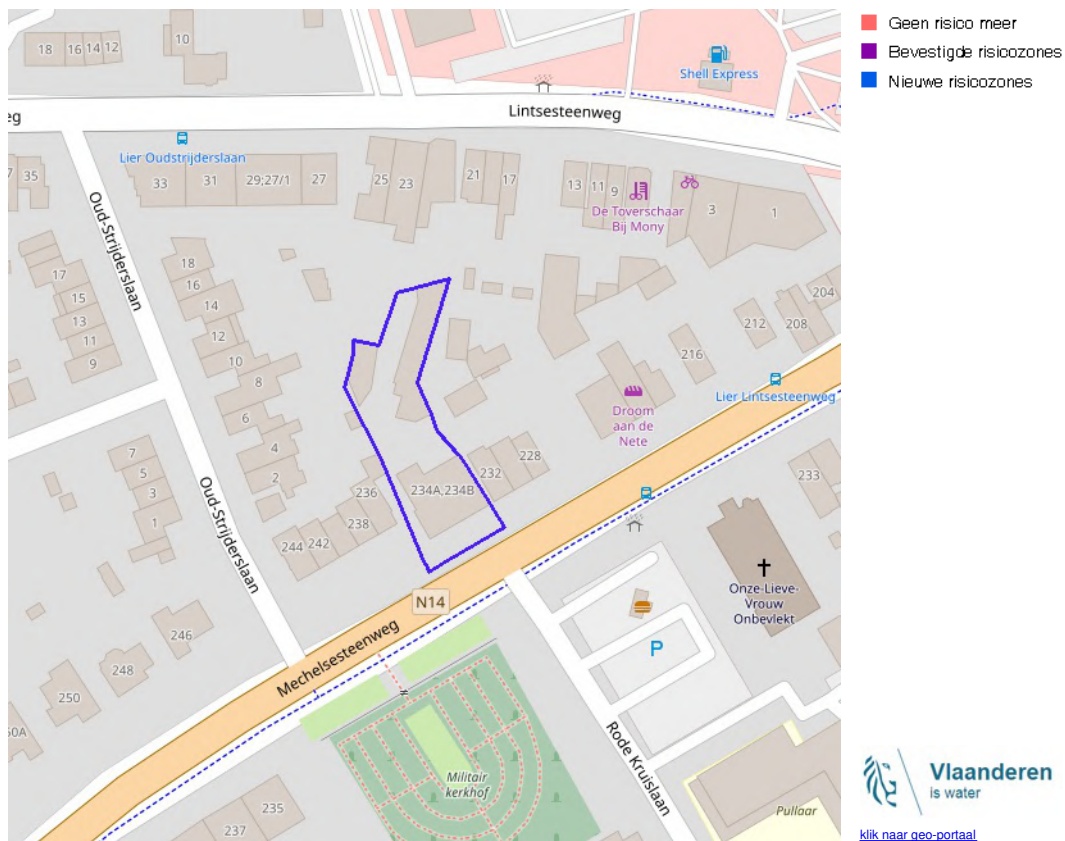 Geen risico meer
Bevestigde risicozones
Nieuwe risicozones
18 16 14 12
10
Shell Express
Lintsesteenweg
eg
Lier Oudstrijderslaan
35
33 31 29;27/1 27
25 23 21 17
13 11 9 3 1
De Toverschaar
Bij Mony
Oud-Strijderslaan
17
15
13
11
9
18
16
14
12
10
8
6
4
2
204
212 208
216
Lier Lintsesteenweg
Droom
aan de
Nete
7
5
3
1
Oud-Strijderslaan
236
238
244 242
234A;234B
232
228
233
Onze-Lieve-
Vrouw
Onbevlekt
N14
Mechelsesteenweg
P
246
248
250
50A
Rode Kruislaan
Militair
kerkhof
235
237
Pullaar
Vlaanderen
is water
klik naar geo-portaal